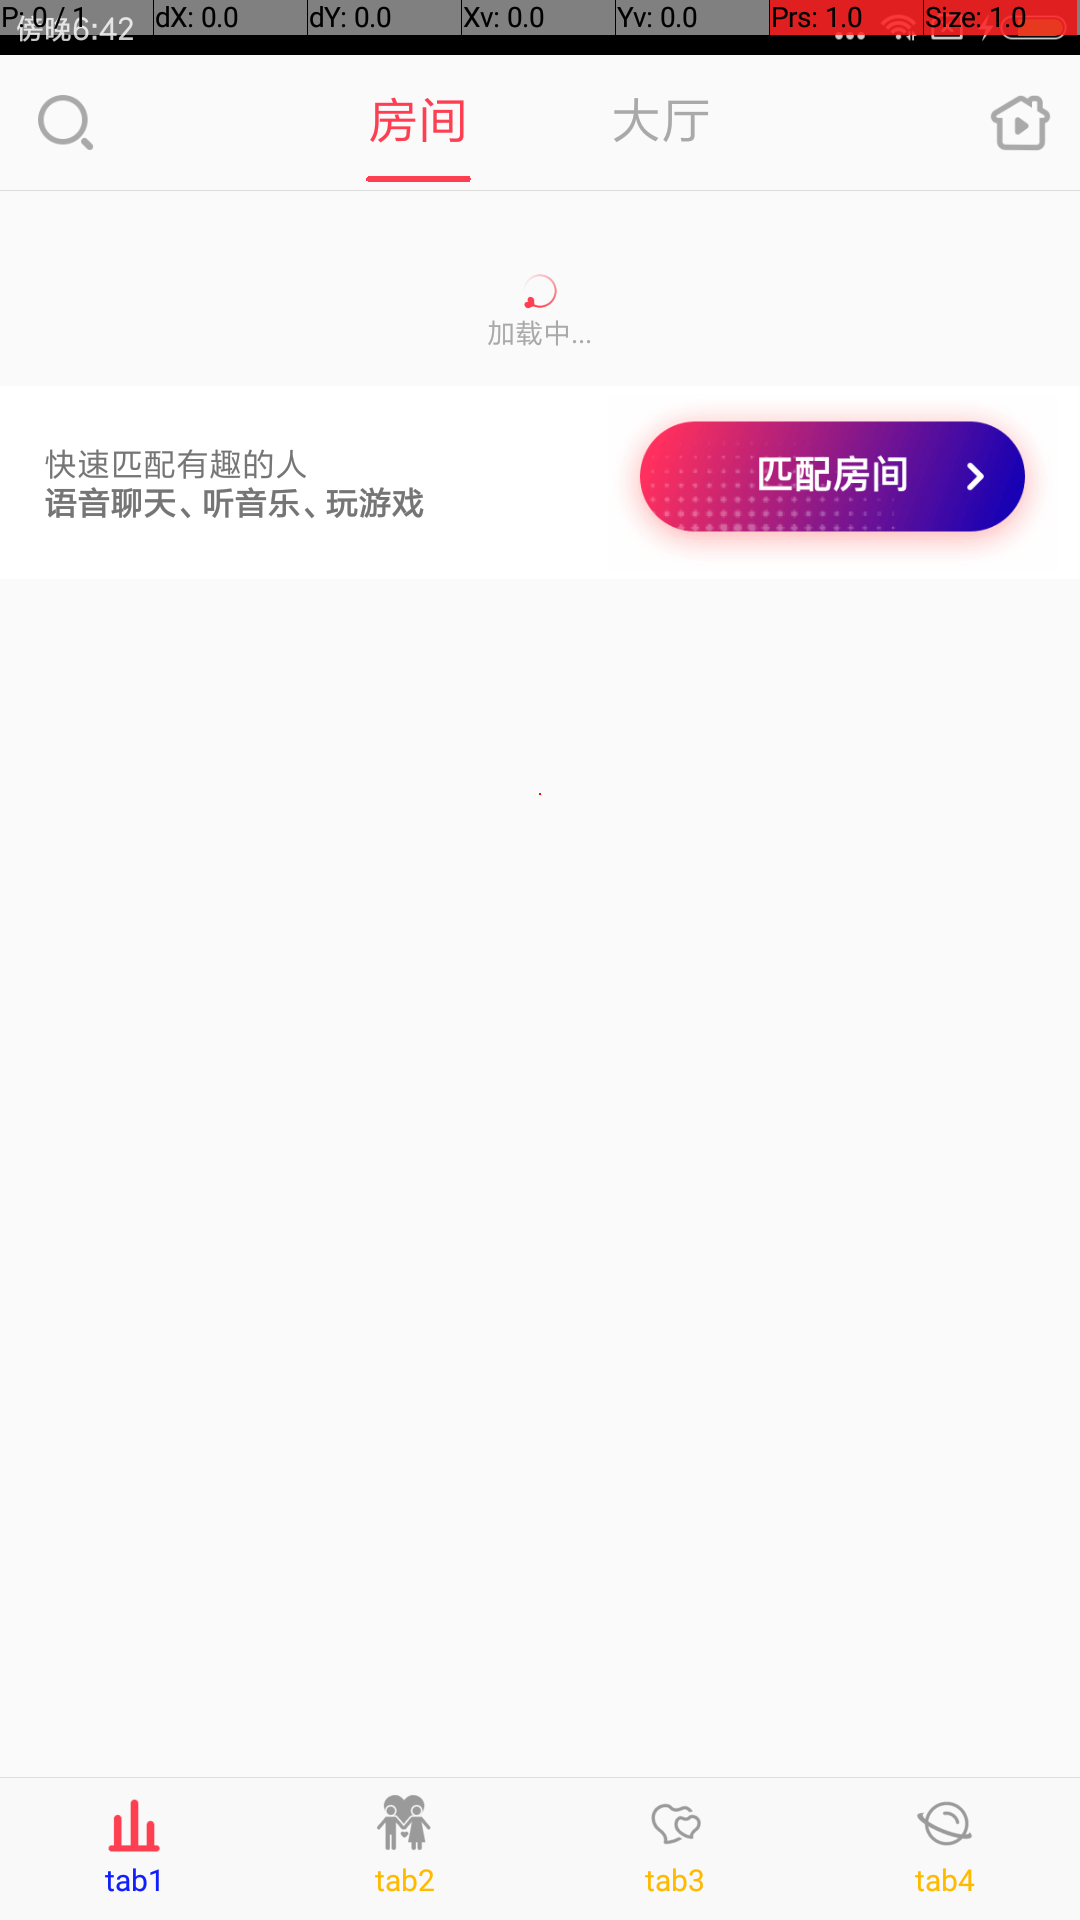 P: 0 / 1 dX: 0.0 dY: 0.0 Xv: 0.0 Yv: 0.0 Prs: 1.0 Size: 1.0
傍晚6:42
房间 大厅
加载中...
快速匹配有趣的人
语音聊天、听音乐、玩游戏
匹配房间
tab1 tab2 tab3 tab4